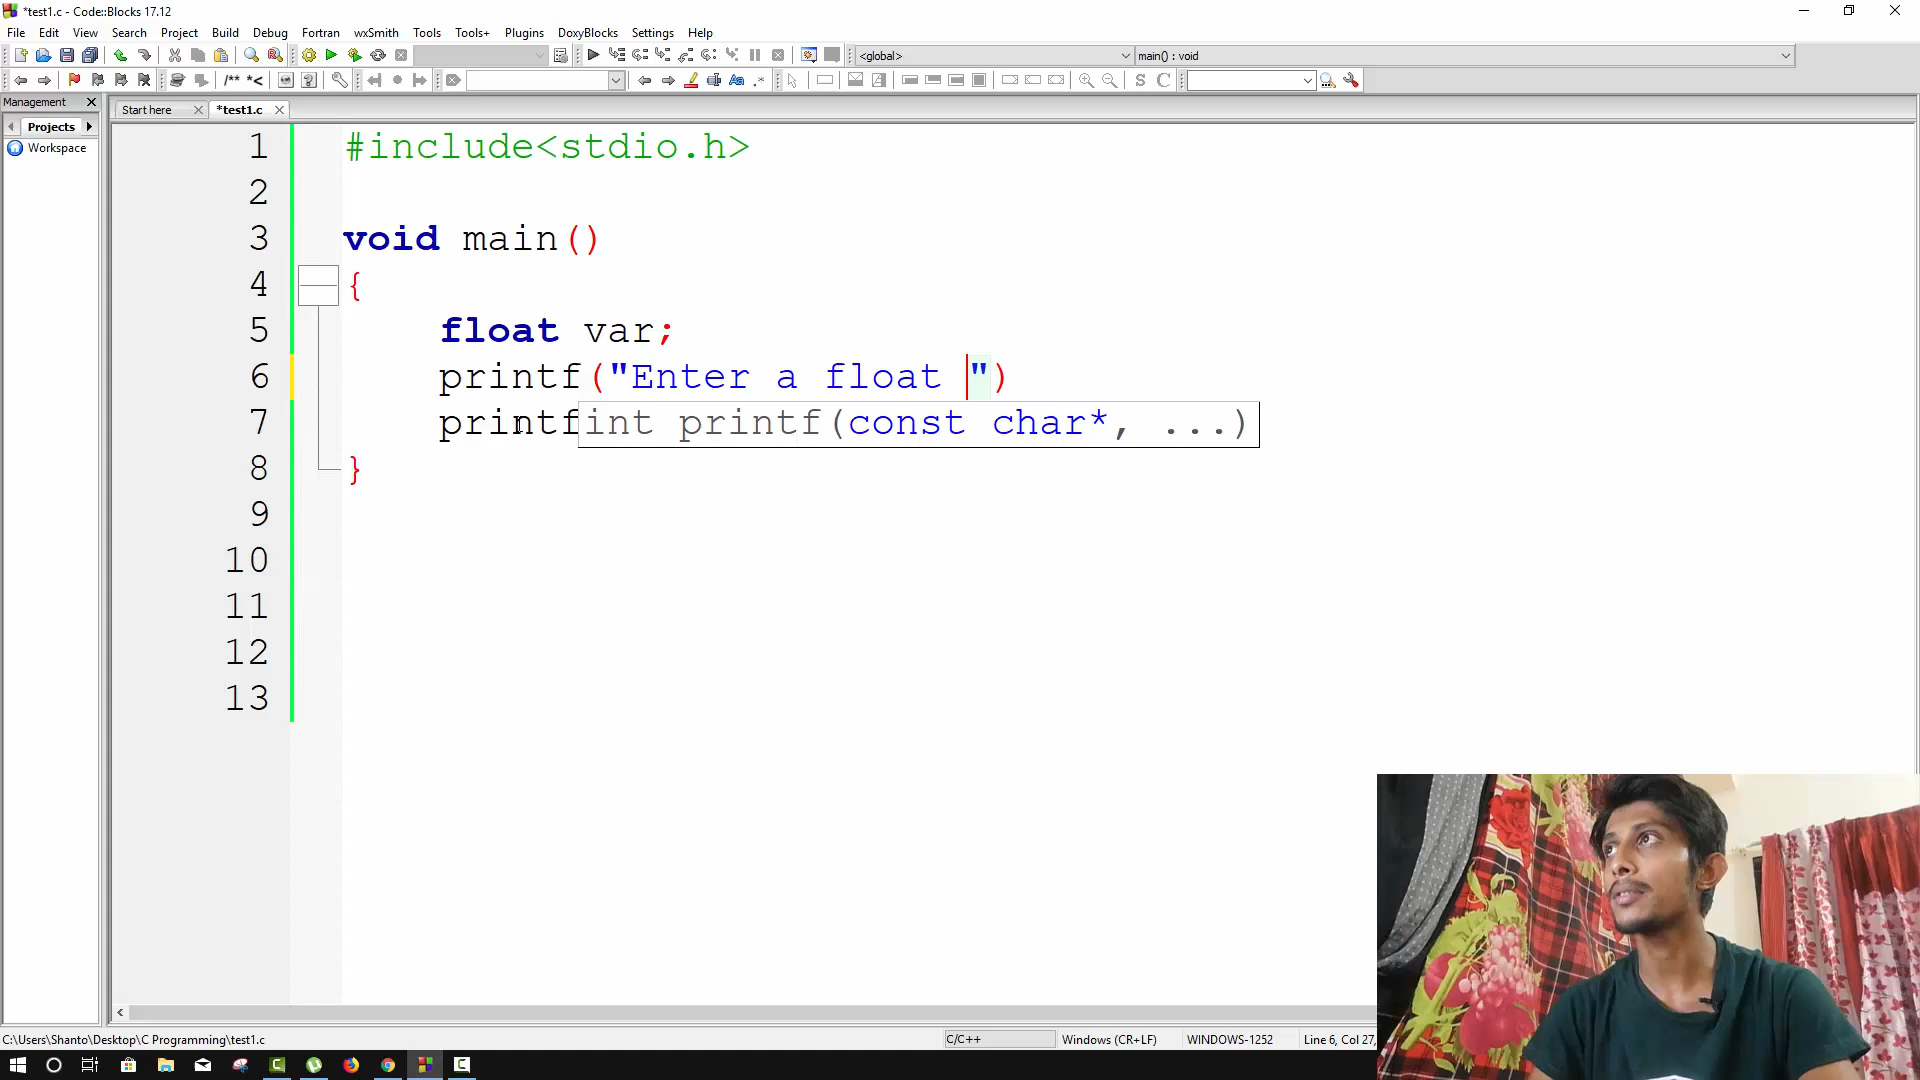 *test1.c - Code::Blocks 17.12
File Edit View Search Project Build Debug Fortran wxSmith Tools Tools+ Plugins DoxyBlocks Settings Help
<global> main() : void
/** *<
Management
Start here *test1.c
Projects
Workspace
1 #include<stdio.h>
2
3 void main()
4 {
5 float var;
6 printf("Enter a float ")
7 printf
int printf(const char*, ...)
8 }
9
10
11
12
13
C:\Users\Shanto\Desktop\C Programming\test1.c C/C++ Windows (CR+LF) WINDOWS-1252 Line 6, Col 27,